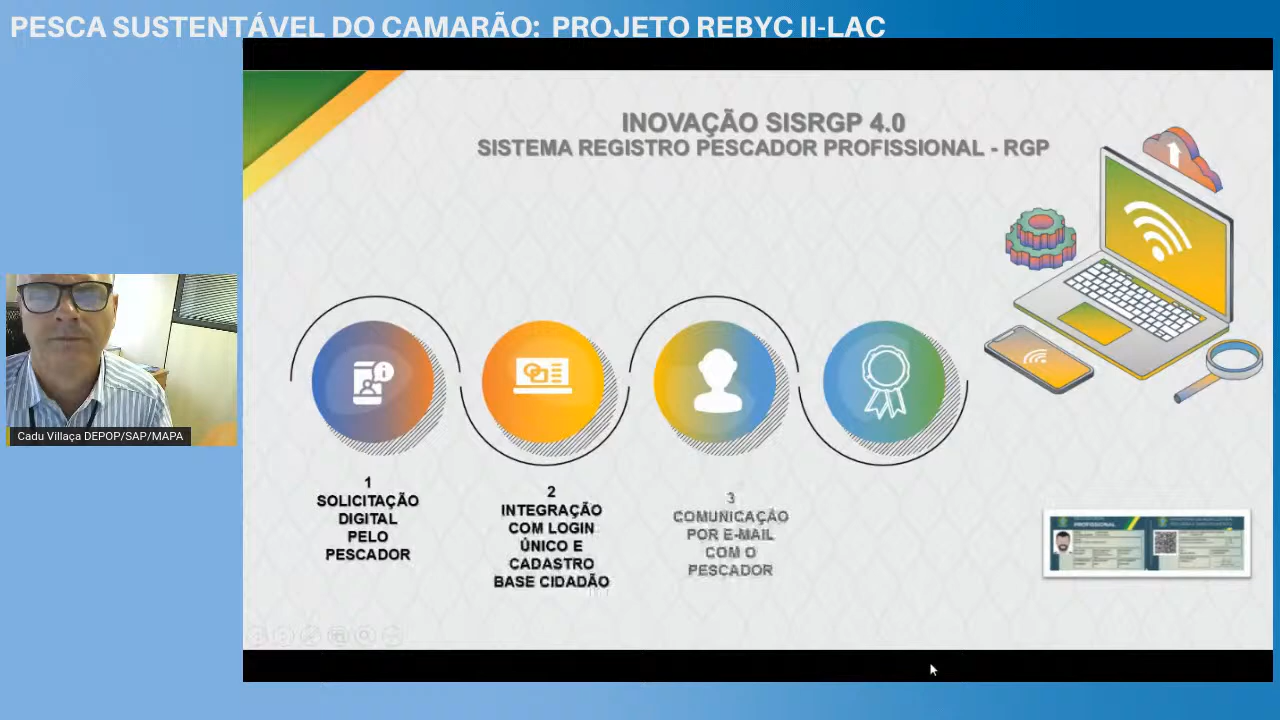 PESCA SUSTENTÁVEL DO CAMARÃO: PROJETO REBYC II-LAC
INOVAÇÃO SISRGP 4.0
SISTEMA REGISTRO PESCADOR PROFISSIONAL - RGP
Cadu Villaça DEPOP/SAP/MAPA
1
SOLICITAÇÃO
DIGITAL
PELO
PESCADOR
2
INTEGRAÇÃO
COM LOGIN
ÚNICO E
CADASTRO
BASE CIDADÃO
3
COMUNICAÇÃO
POR E-MAIL
COM O
PESCADOR
PROFISSIONAL